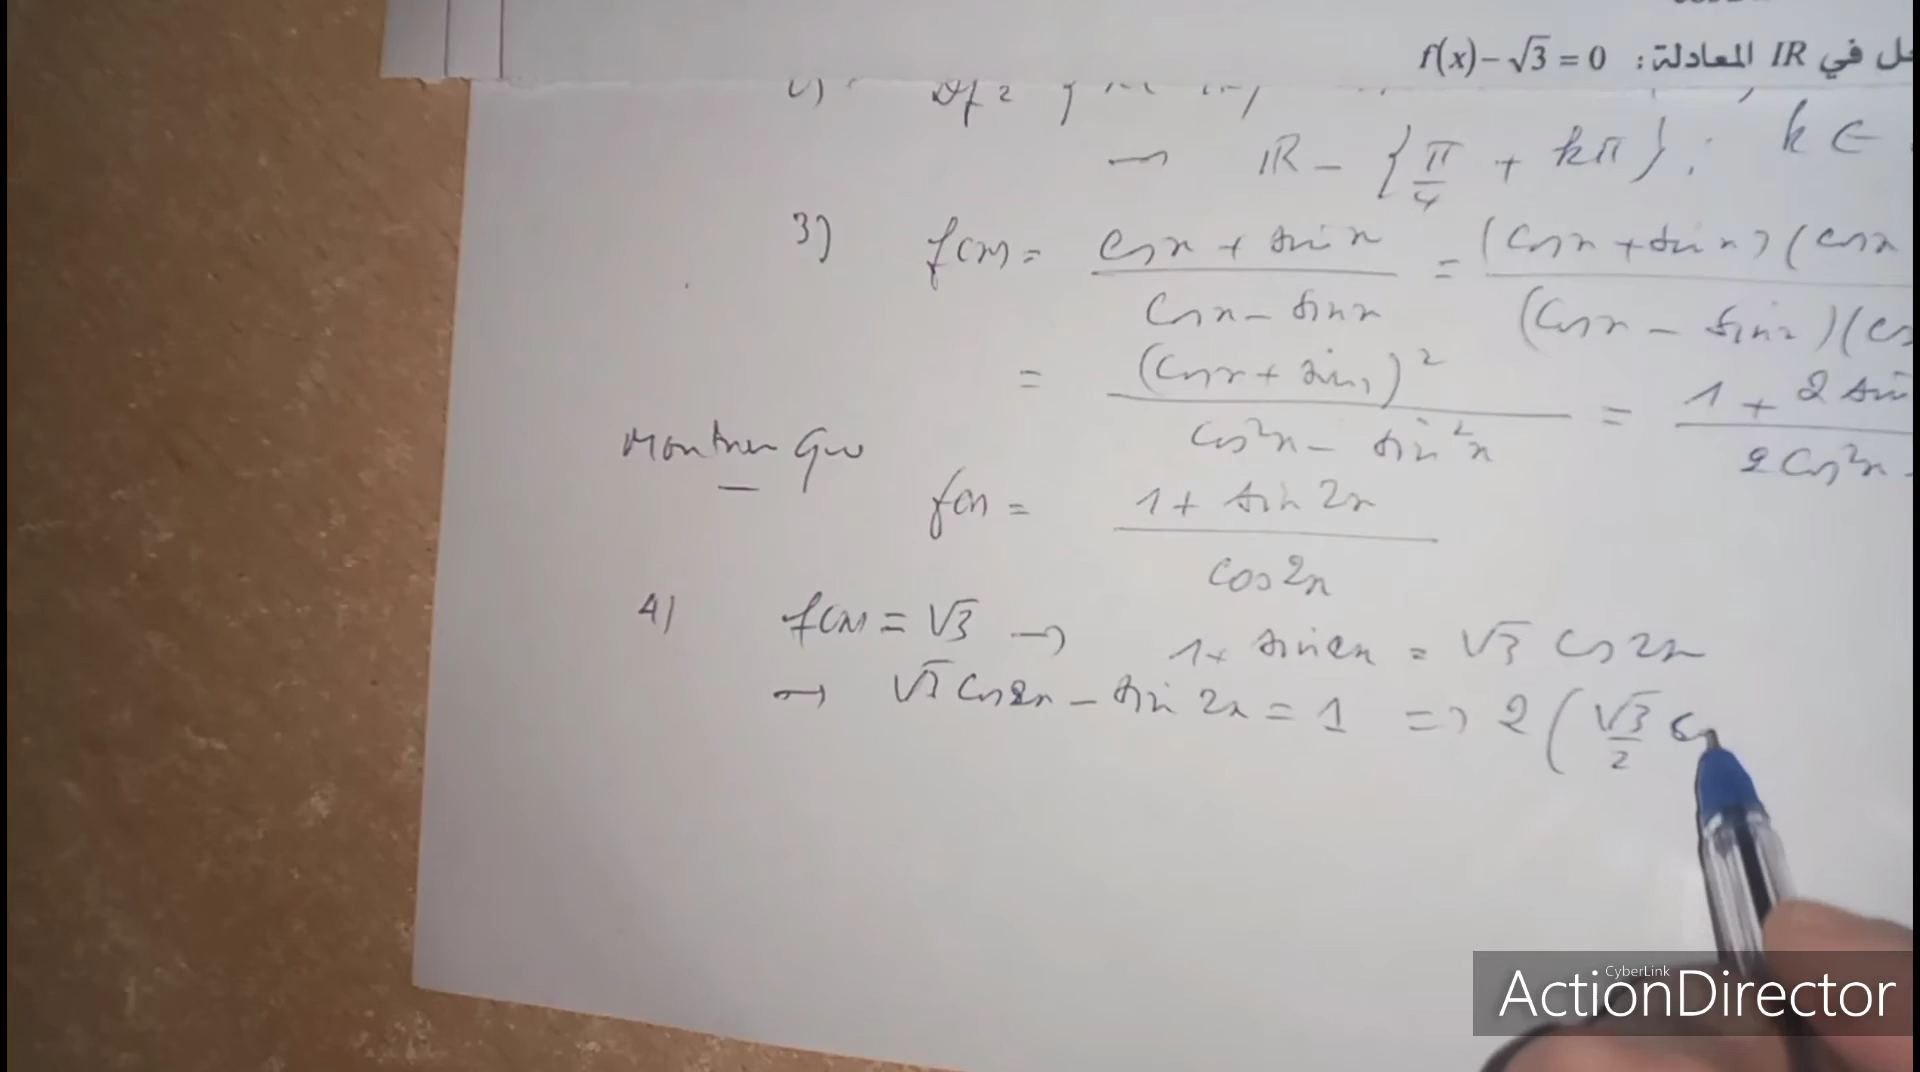 حل في IR المعادلة: f(x) − √3 = 0
IR − {π/4 + kπ} ; k ∈
3) f(x) = (cos x + sin x)/(cos x − sin x) = (cos x + sin x)(cos x / (cos x − sin x)(cos
= (cos x + sin x)²/(cos²x − sin²x) = 1 + 2 sin / 2 cos²x −
Montrer que
f(x) = (1 + sin 2x)/(cos 2x)
4) f(x) = √3 → 1 + sin 2x = √3 cos 2x
→ √3 cos 2x − sin 2x = 1 => 2 ( √3/2 co
CyberLink
ActionDirector